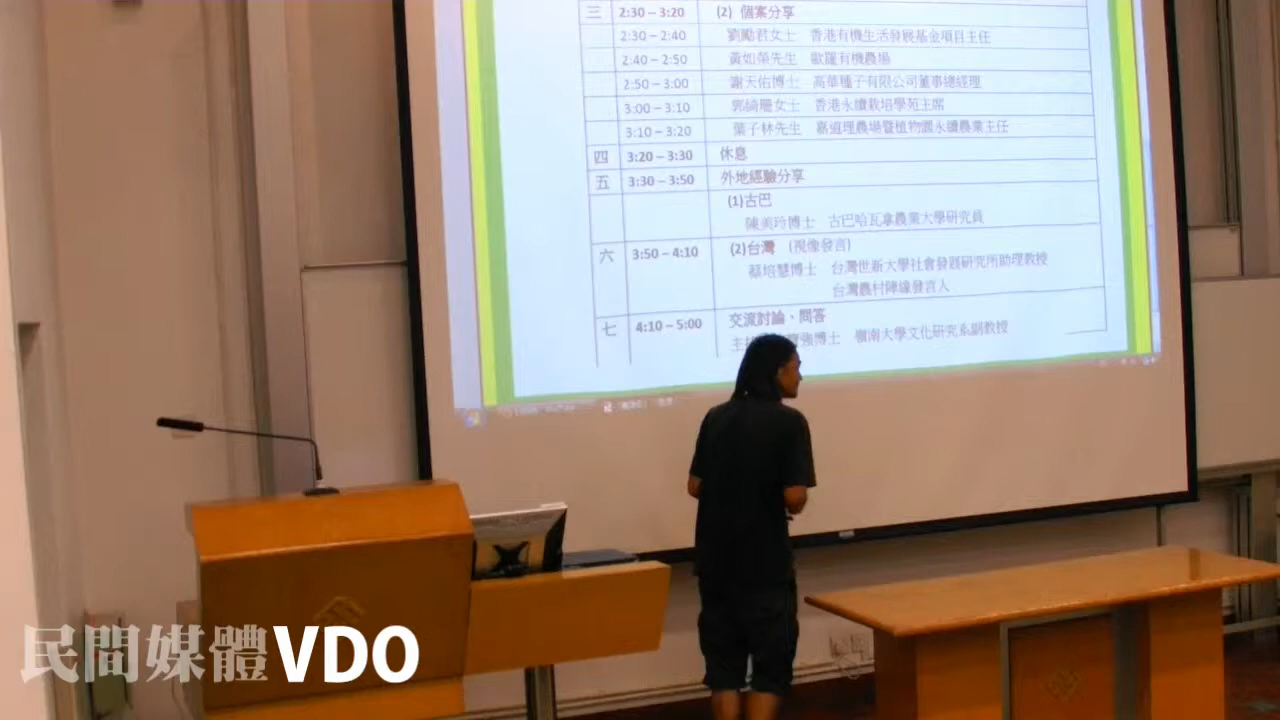 三 2:30 – 3:20 (2) 個案分享
2:30 – 2:40 劉勵君女士 香港有機生活發展基金項目主任
2:40 – 2:50 黃如榮先生 歐羅有機農場
2:50 – 3:00 謝天佑博士 高華種子有限公司董事總經理
3:00 – 3:10 郭綺珊女士 香港永續栽培學苑主席
3:10 – 3:20 葉子林先生 嘉道理農場暨植物園永續農業主任
四 3:20 – 3:30 休息
五 3:30 – 3:50 外地經驗分享
(1)古巴
陳美玲博士 古巴哈瓦拿農業大學研究員
六 3:50 – 4:10 (2)台灣 (視像發言)
蔡培慧博士 台灣世新大學社會發展研究所助理教授
台灣農村陣線發言人
七 4:10 – 5:00 交流討論、問答
強博士 嶺南大學文化研究系副教授
民間媒體VDO